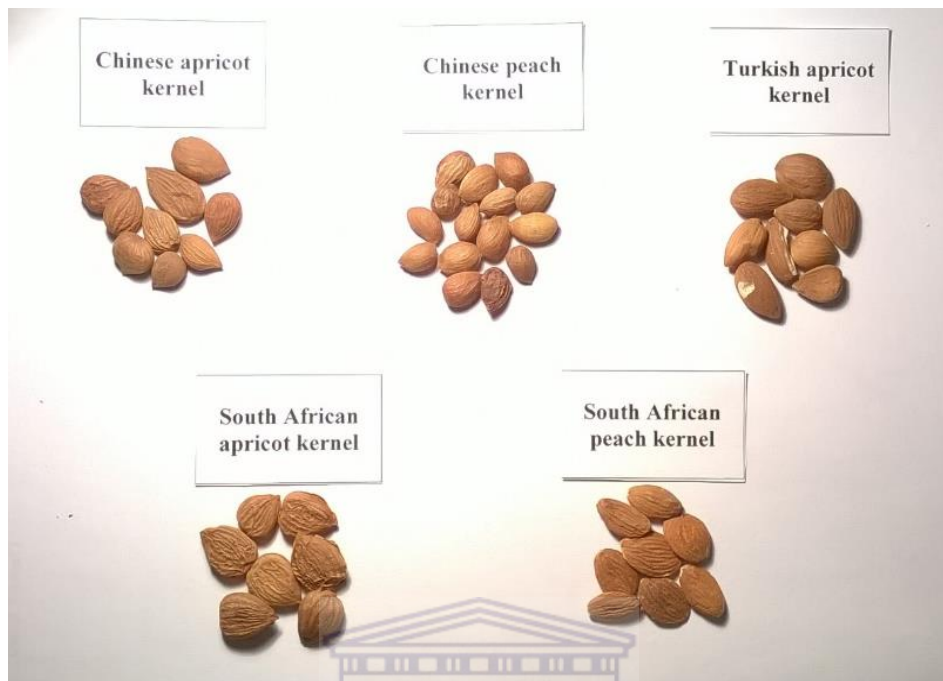 Chinese apricot
kernel
Chinese peach
kernel
Turkish apricot
kernel
South African
apricot kernel
South African
peach kernel